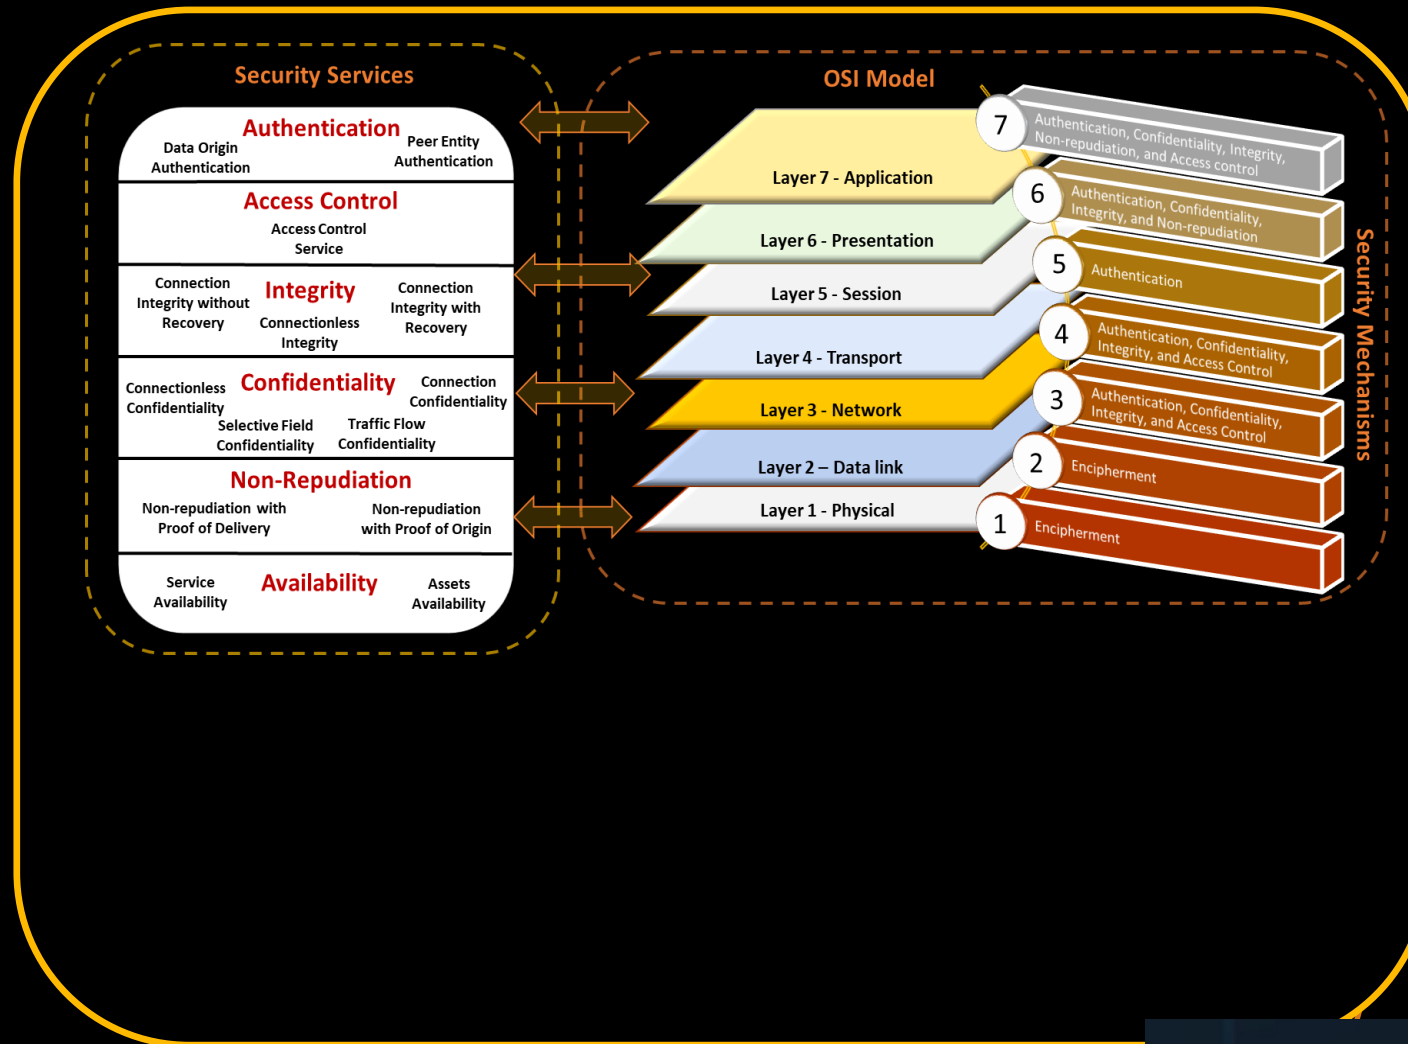 Security Services
Authentication
Data Origin
Authentication
Peer Entity
Authentication
Access Control
Access Control
Service
Integrity
Connection
Integrity without
Recovery
Connectionless
Integrity
Connection
Integrity with
Recovery
Confidentiality
Connectionless
Confidentiality
Connection
Confidentiality
Selective Field
Confidentiality
Traffic Flow
Confidentiality
Non-Repudiation
Non-repudiation with
Proof of Delivery
Non-repudiation
with Proof of Origin
Availability
Service
Availability
Assets
Availability
OSI Model
Layer 7 - Application
Layer 6 - Presentation
Layer 5 - Session
Layer 4 - Transport
Layer 3 - Network
Layer 2 – Data link
Layer 1 - Physical
7
Authentication, Confidentiality, Integrity,
Non-repudiation, and Access control
6
Authentication, Confidentiality,
Integrity, and Non-repudiation
5
Authentication
4
Authentication, Confidentiality,
Integrity, and Access Control
3
Authentication, Confidentiality,
Integrity, and Access Control
2
Encipherment
1
Encipherment
Security Mechanisms